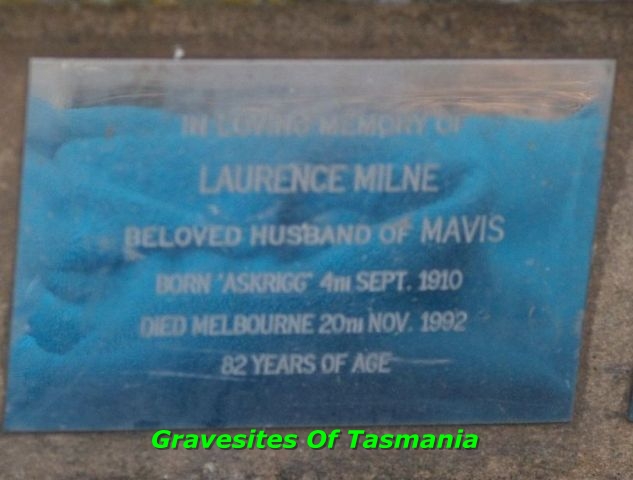 IN LOVING MEMORY OF
LAURENCE MILNE
BELOVED HUSBAND OF MAVIS
BORN "ASKRIGG" 4TH SEPT. 1910
DIED MELBOURNE 20TH NOV. 1992
82 YEARS OF AGE
Gravesites Of Tasmania